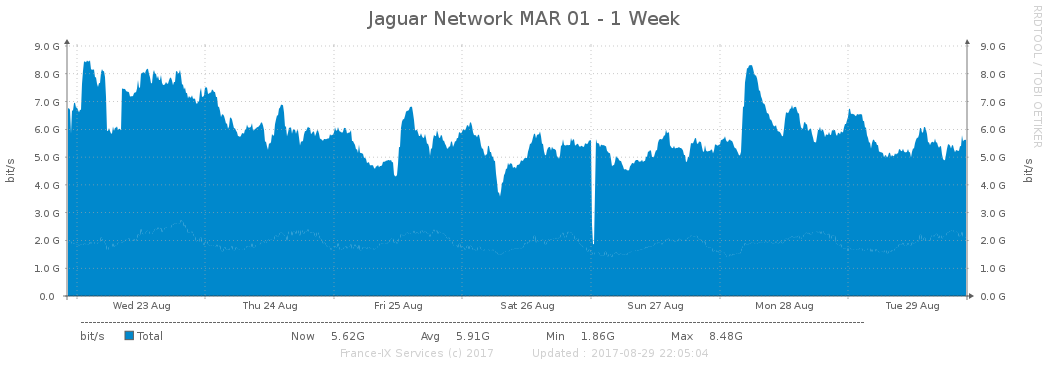 Jaguar Network MAR 01 - 1 Week
RRDTOOL / TOBI OETIKER
9.0 G 9.0 G
8.0 G 8.0 G
7.0 G 7.0 G
6.0 G 6.0 G
5.0 G 5.0 G
4.0 G 4.0 G
3.0 G 3.0 G
2.0 G 2.0 G
1.0 G 1.0 G
0.0 0.0 G
bit/s bit/s
Wed 23 Aug Thu 24 Aug Fri 25 Aug Sat 26 Aug Sun 27 Aug Mon 28 Aug Tue 29 Aug
bit/s Total Now 5.62G Avg 5.91G Min 1.86G Max 8.48G
France-IX Services (c) 2017 Updated : 2017-08-29 22:05:04